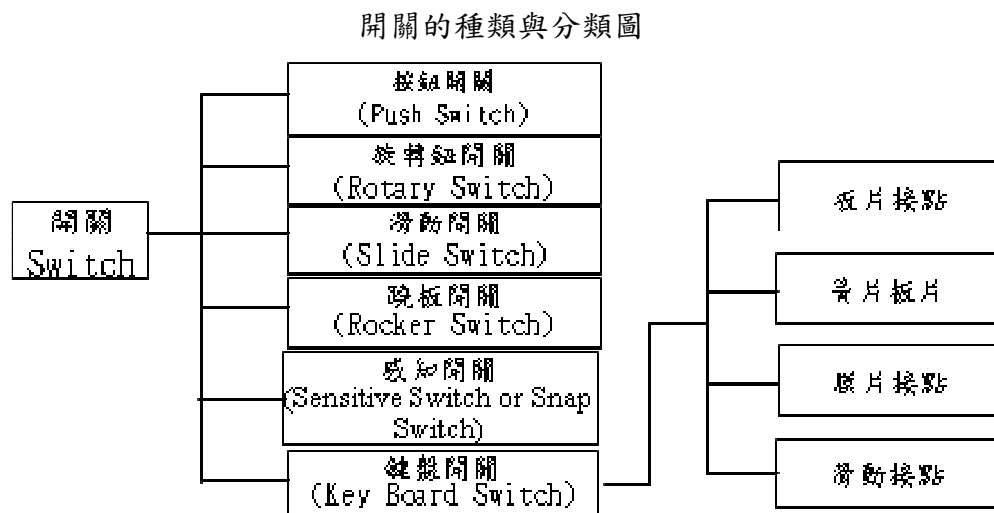 開關的種類與分類圖
按鈕開關
(Push Switch)
旋轉鈕開關
(Rotary Switch)
開關
Switch
滑動開關
(Slide Switch)
蹺板開關
(Rocker Switch)
感知開關
(Sensitive Switch or Snap
Switch)
鍵盤開關
(Key Board Switch)
片接點
簧片板片
膜片接點
滑動接點